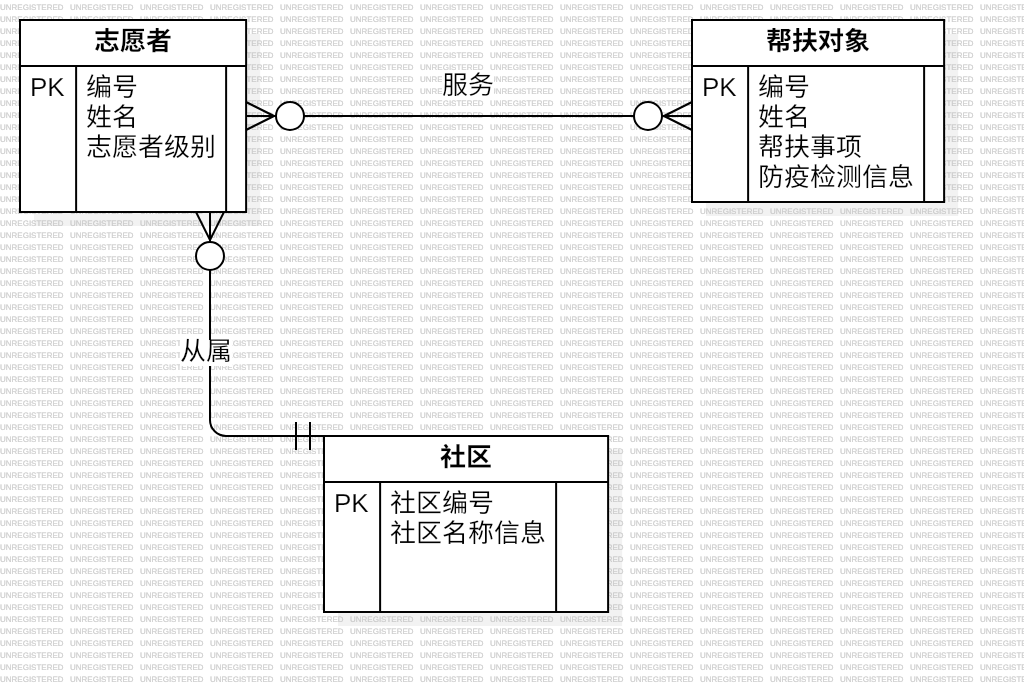 志愿者
PK 编号
姓名
志愿者级别
服务
帮扶对象
PK 编号
姓名
帮扶事项
防疫检测信息
从属
社区
PK 社区编号
社区名称信息
UNREGISTERED